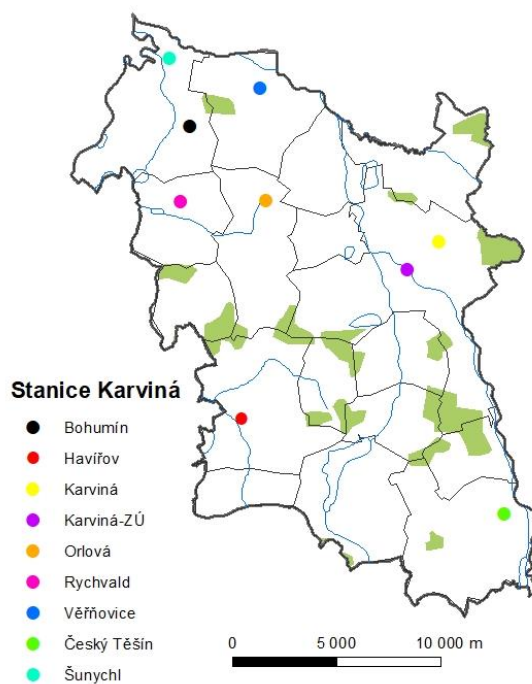 Stanice Karviná
Bohumín
Havířov
Karviná
Karviná-ZÚ
Orlová
Rychvald
Věřňovice
Český Těšín
Šunychl
0 5 000 10 000 m